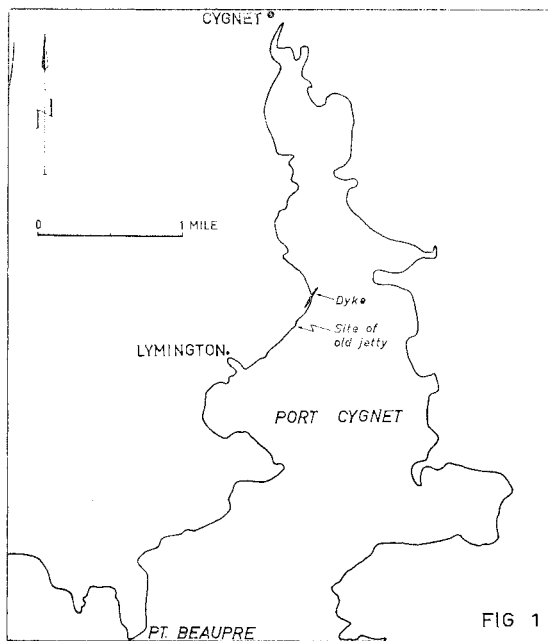 CYGNET
0 1 MILE
Dyke
Site of
old jetty
LYMINGTON
PORT CYGNET
PT. BEAUPRE
FIG 1